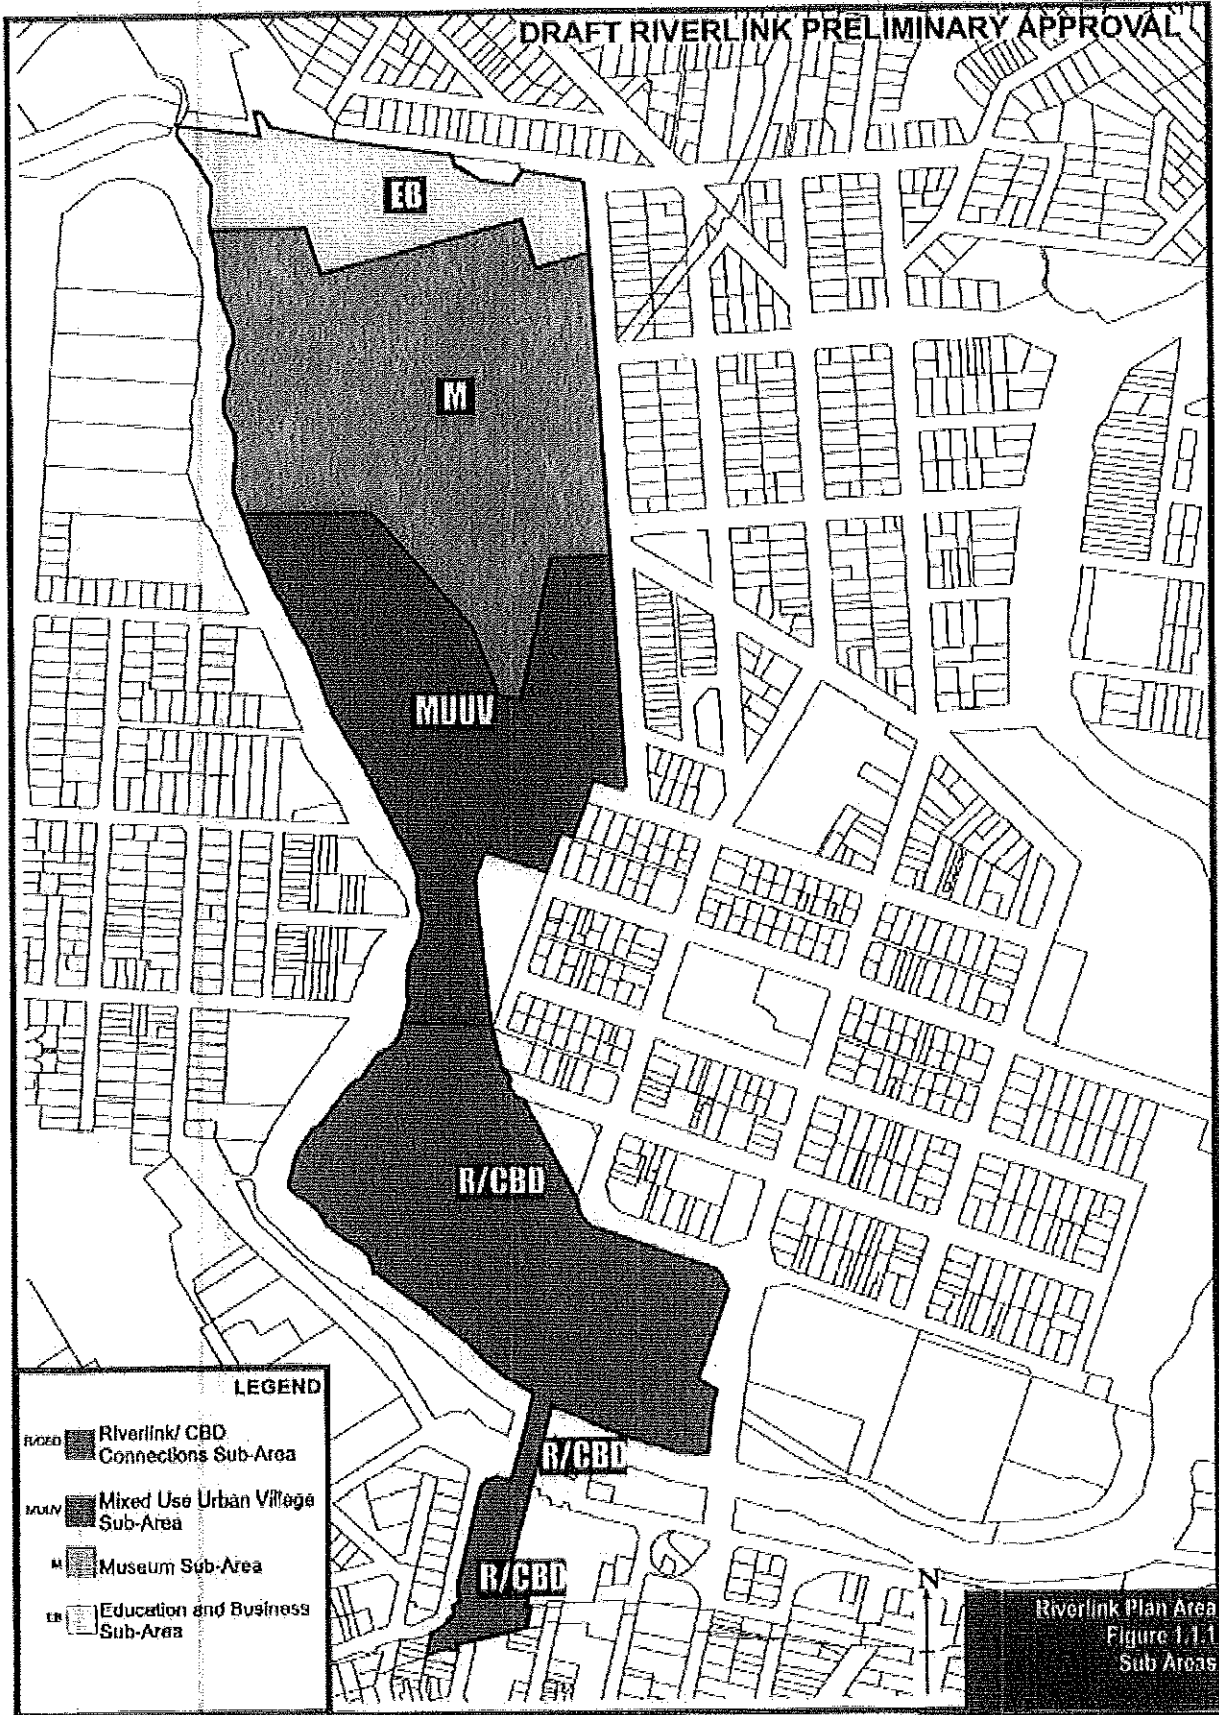 DRAFT RIVERLINK PRELIMINARY APPROVAL
EB
M
MUUV
R/CBD
R/CBD
R/CBD
LEGEND
R/CBD Riverlink/ CBD
Connections Sub-Area
MUUV Mixed Use Urban Village
Sub-Area
M Museum Sub-Area
EB Education and Business
Sub-Area
N
Riverlink Plan Area
Figure 1.1.1
Sub Areas